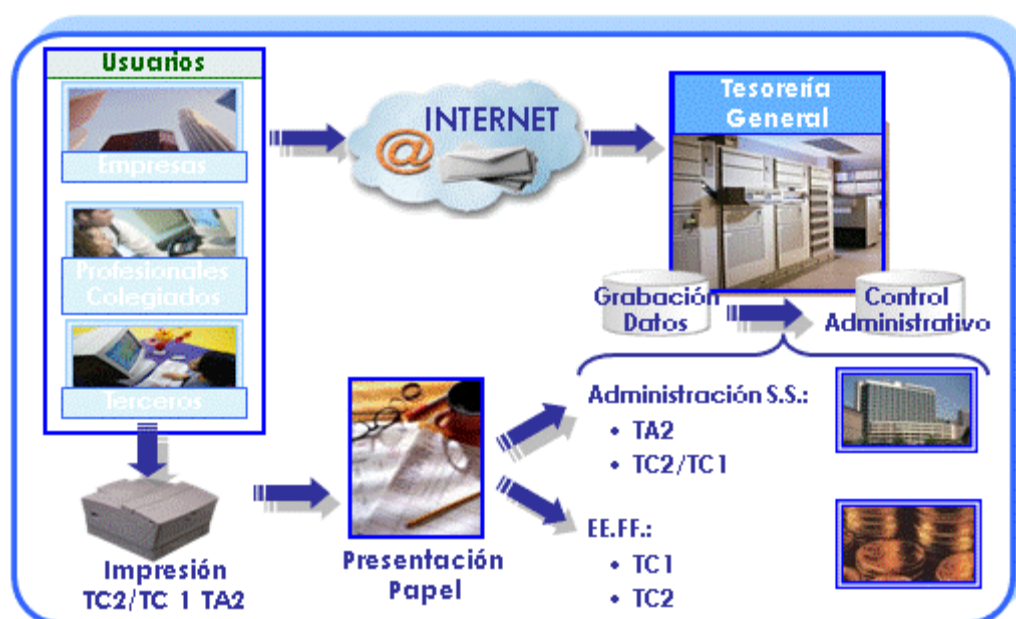 Usuarios
Empresas
Profesionales
Colegiados
Terceros
INTERNET
@
Tesorería
General
Grabación
Datos
Control
Administrativo
Impresión
TC2/TC 1 TA2
Presentación
Papel
Administración S.S.:
• TA2
• TC2/TC1
EE.FF.:
• TC1
• TC2